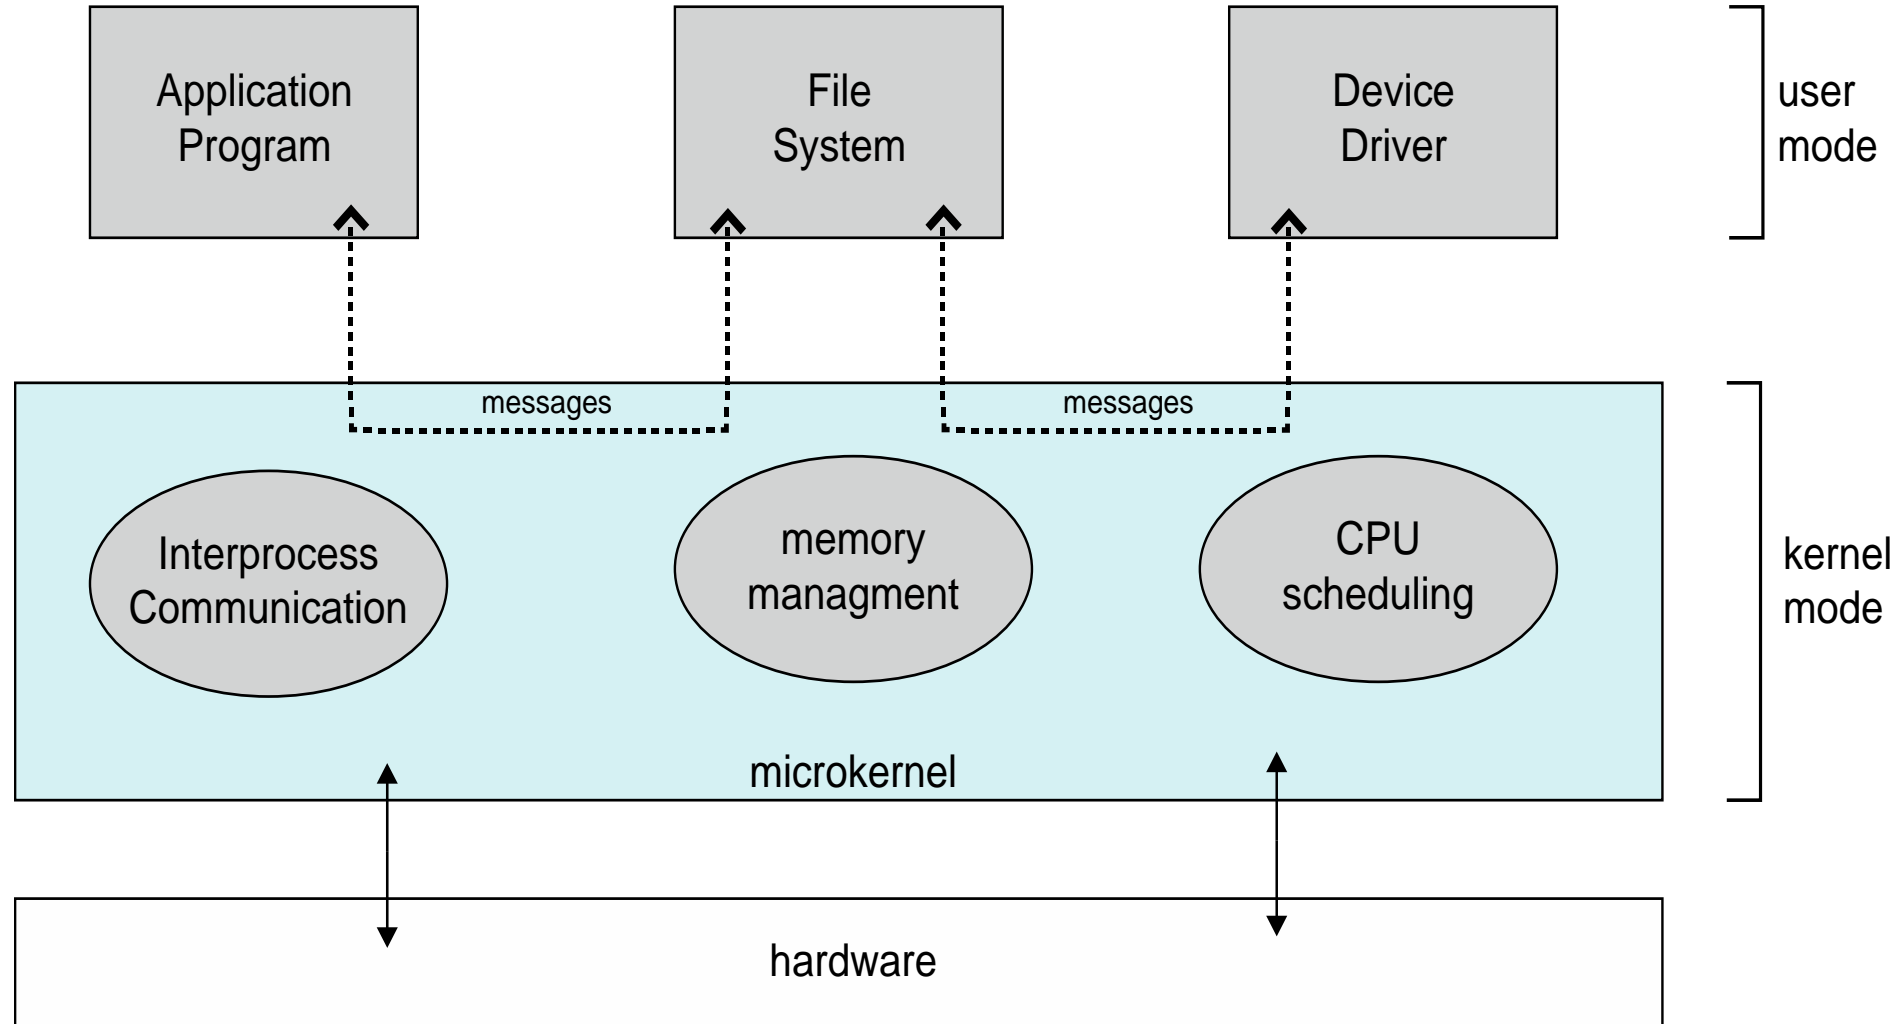 Application
Program
File
System
Device
Driver
user
mode
messages
messages
Interprocess
Communication
memory
managment
CPU
scheduling
kernel
mode
microkernel
hardware